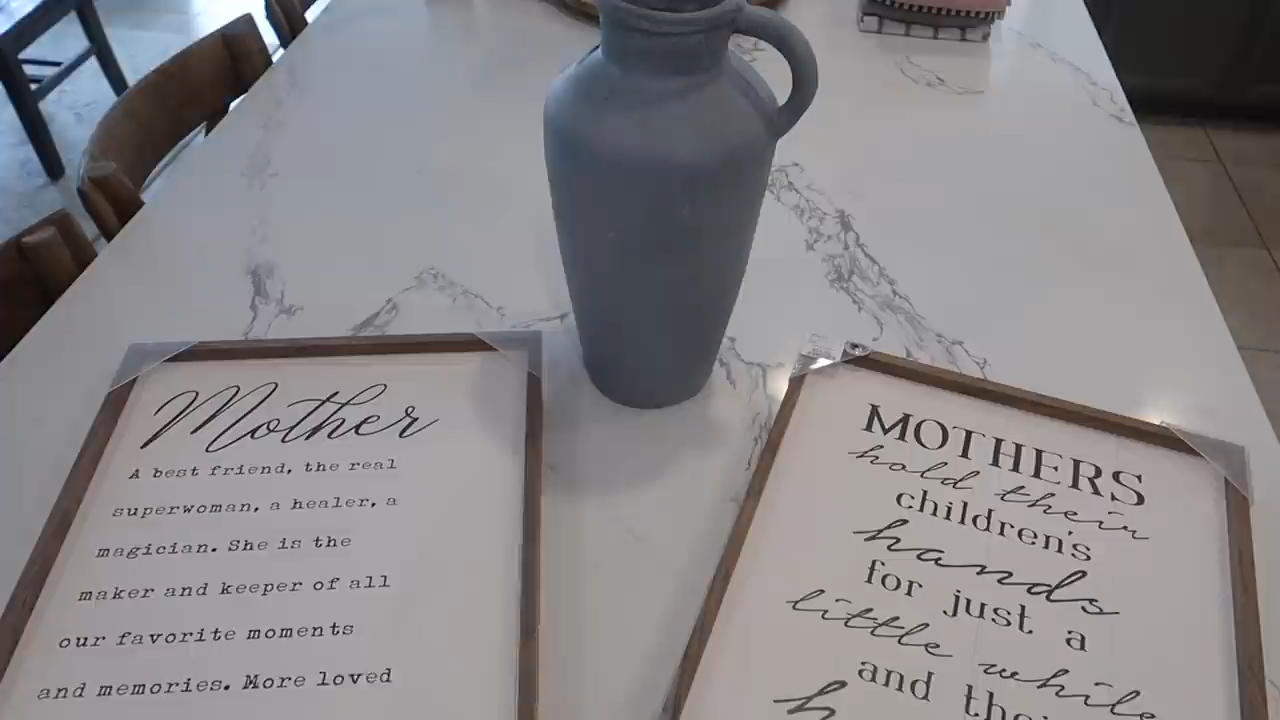 Mother
A best friend, the real
superwoman, a healer, a
magician. She is the
maker and keeper of all
our favorite moments
and memories. More loved
MOTHERS
hold their
children's
hands
for just a
little while
and